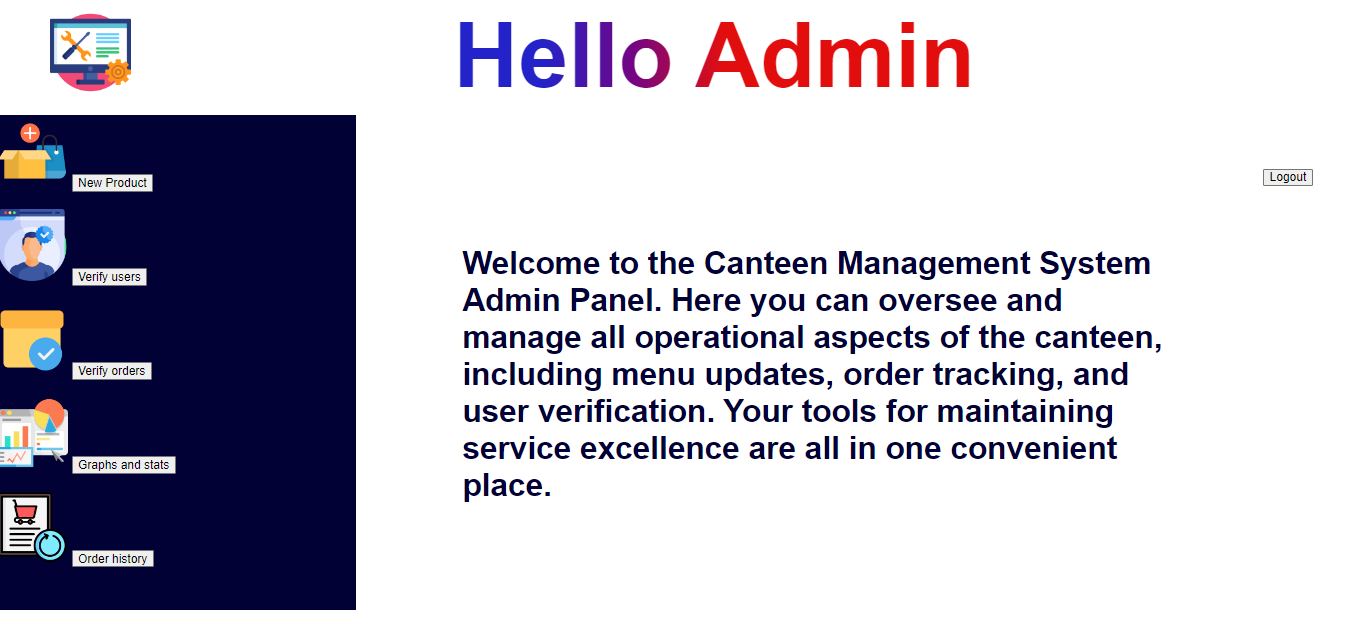 Hello Admin
New Product
Logout
Verify users
Verify orders
Graphs and stats
Order history
Welcome to the Canteen Management System
Admin Panel. Here you can oversee and
manage all operational aspects of the canteen,
including menu updates, order tracking, and
user verification. Your tools for maintaining
service excellence are all in one convenient
place.